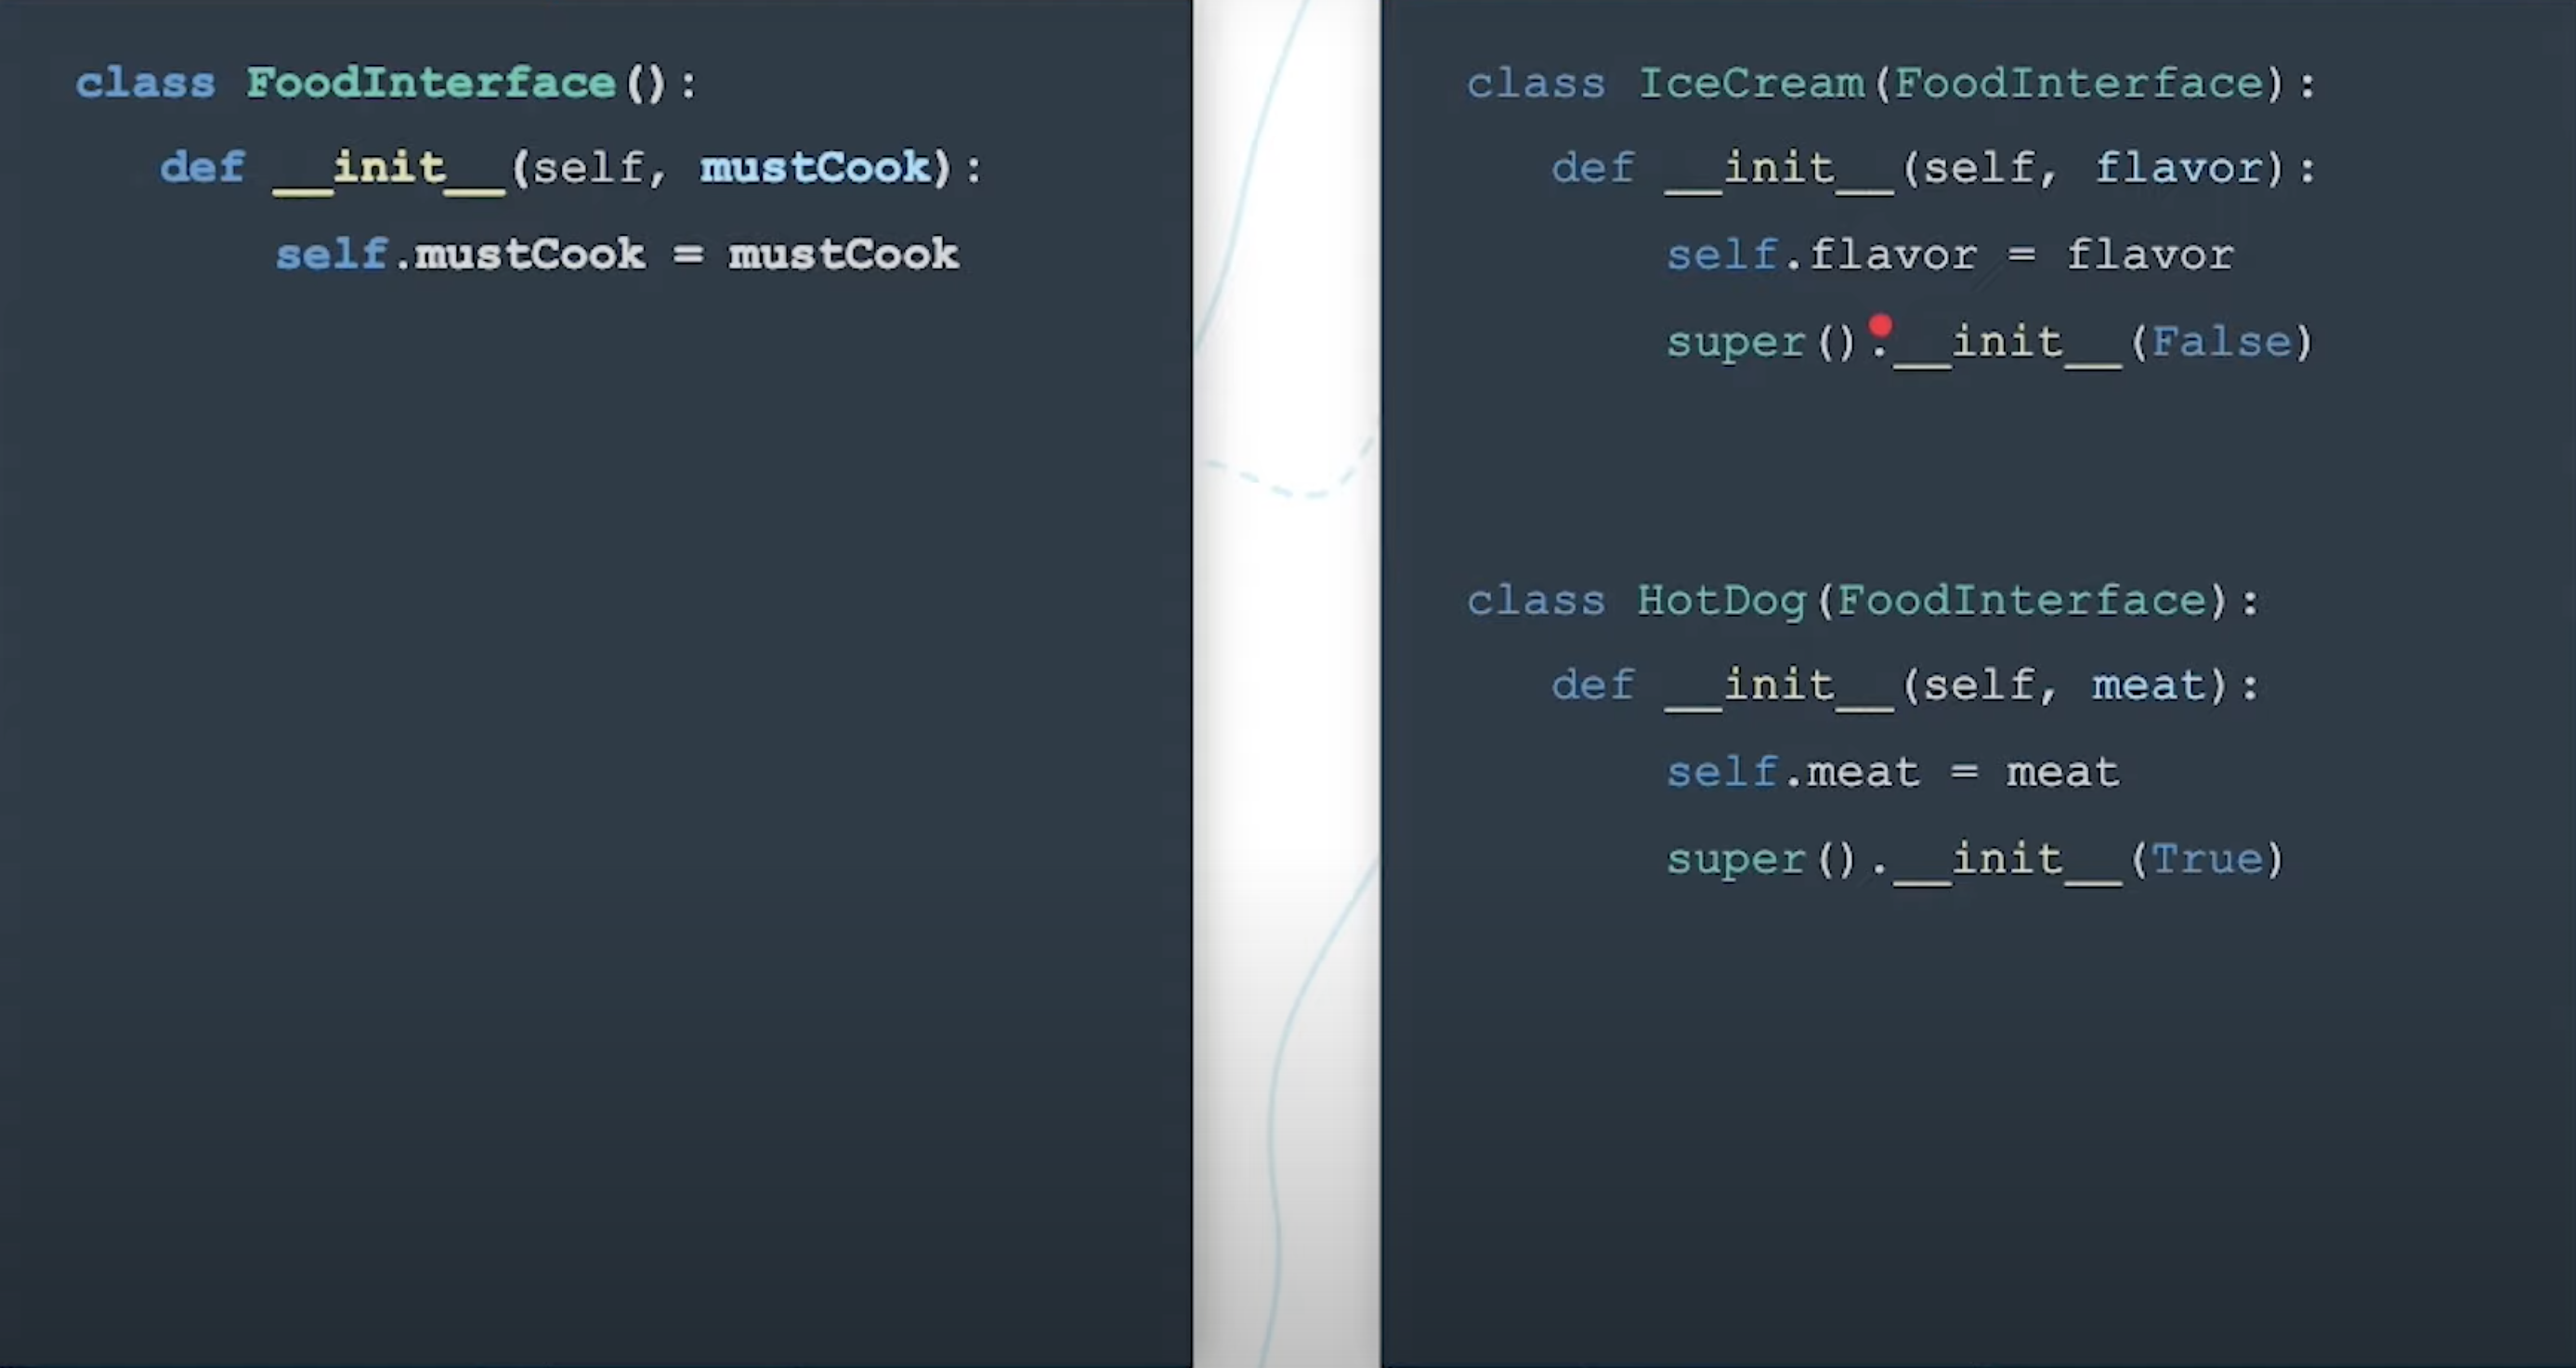 class FoodInterface():
def __init__(self, mustCook):
self.mustCook = mustCook
class IceCream(FoodInterface):
def __init__(self, flavor):
self.flavor = flavor
super().__init__(False)
class HotDog(FoodInterface):
def __init__(self, meat):
self.meat = meat
super().__init__(True)